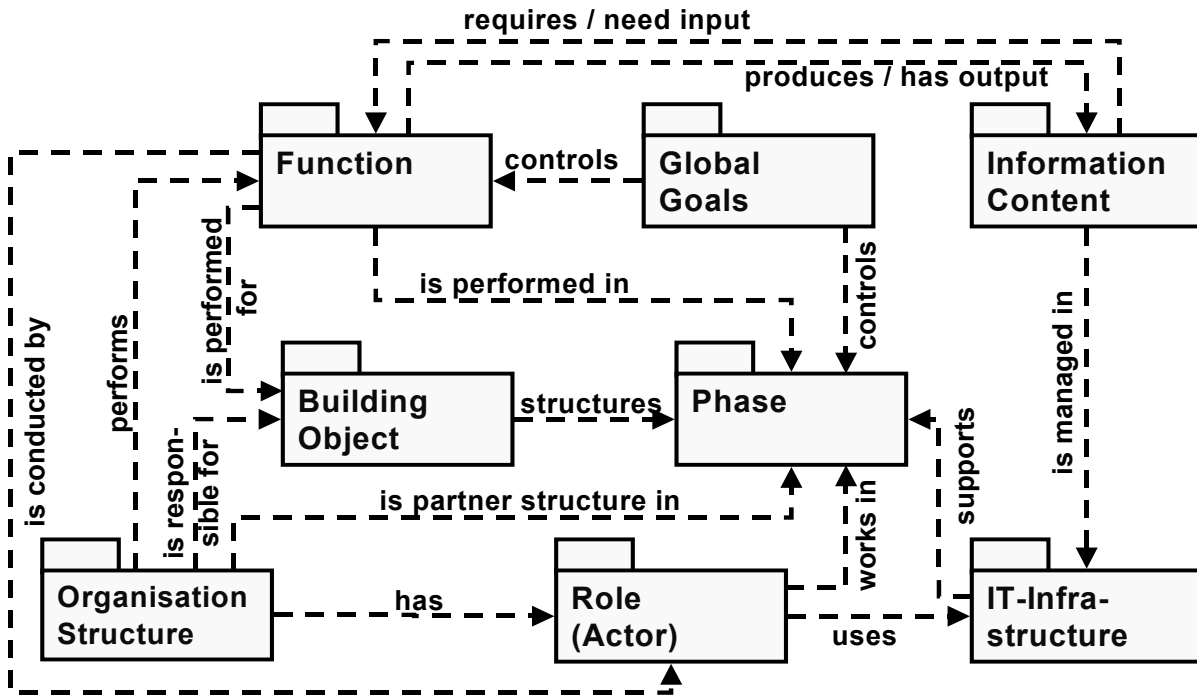 requires / need input
produces / has output
Function
controls
Global
Goals
Information
Content
is performed
for
is performed in
controls
is managed in
is conducted by
performs
Building
Object
structures
Phase
supports
is respon-
sible for
is partner structure in
works in
Organisation
Structure
has
Role
(Actor)
uses
IT-Infra-
structure